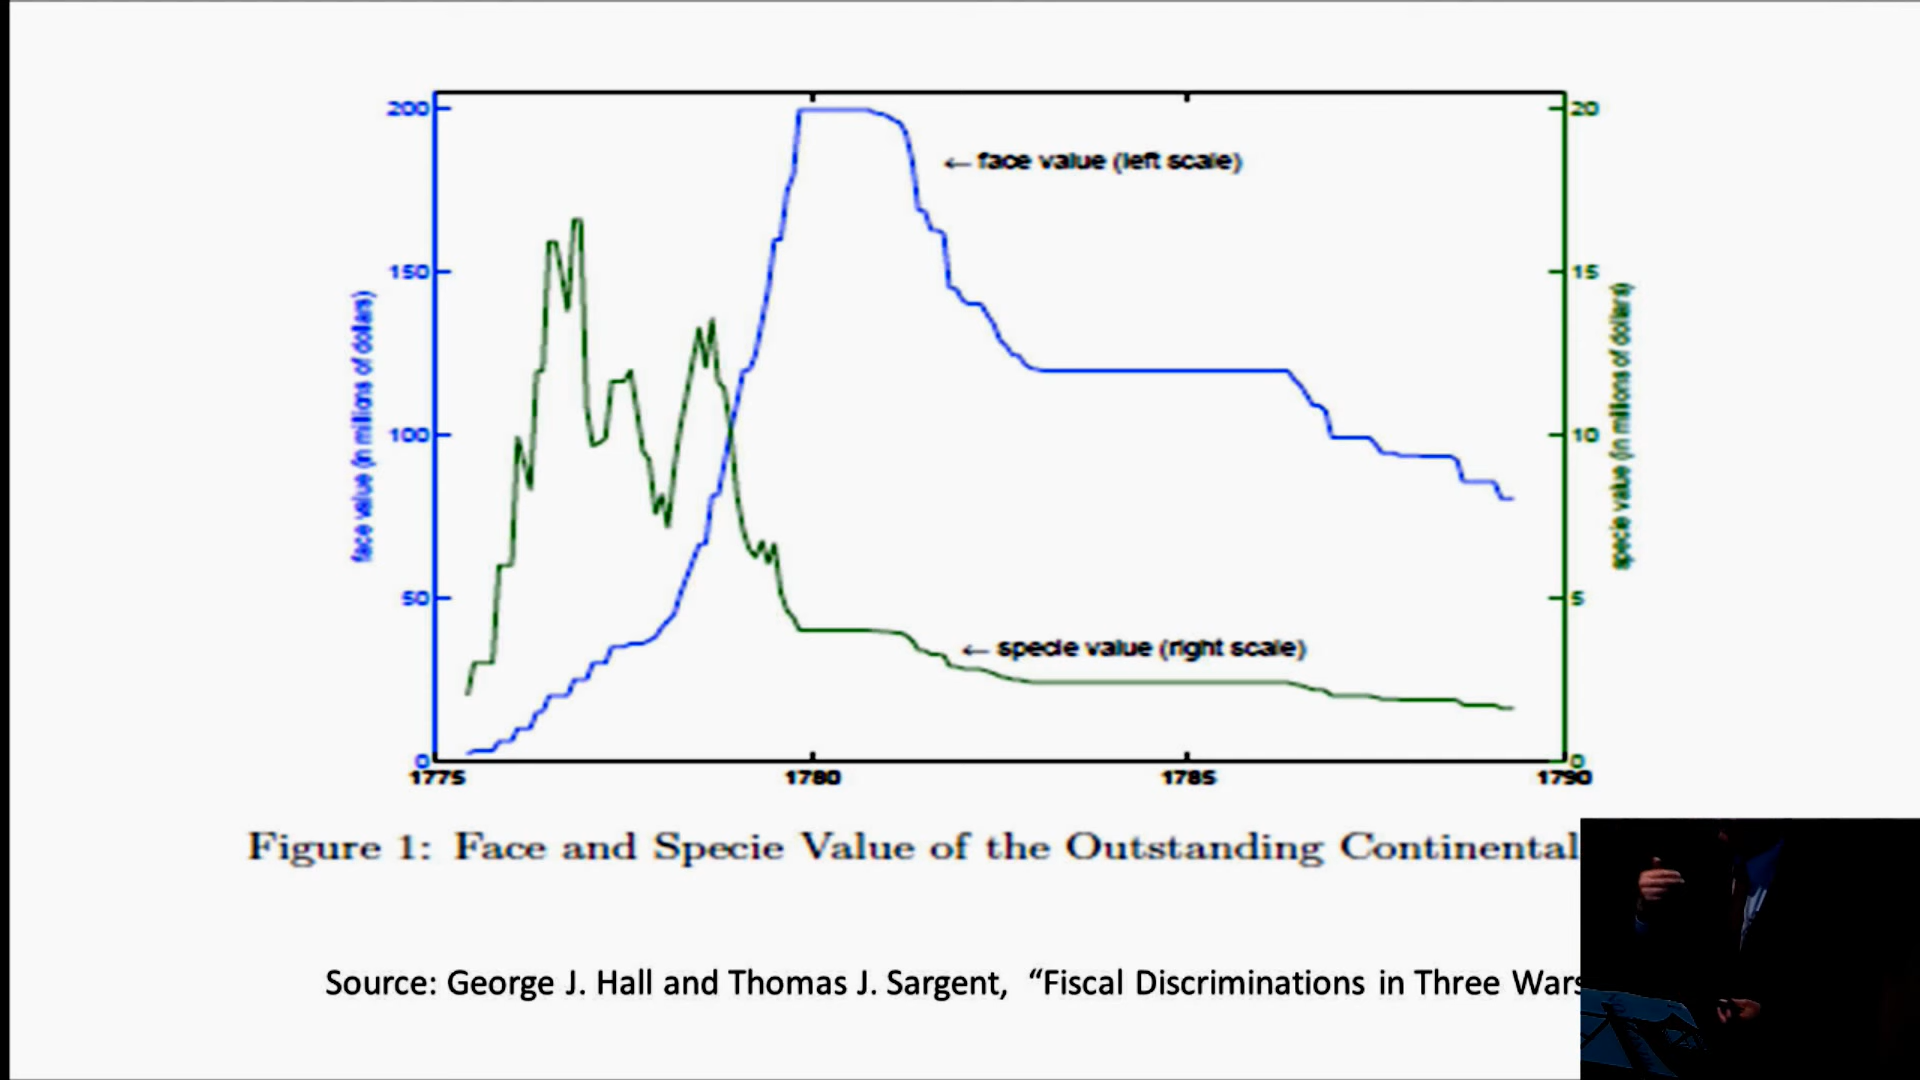 200
150
100
50
0
20
15
10
5
0
1775
1780
1785
1790
face value (in millions of dollars)
specie value (in millions of dollars)
← face value (left scale)
← specie value (right scale)
Figure 1: Face and Specie Value of the Outstanding Continental
Source: George J. Hall and Thomas J. Sargent, “Fiscal Discriminations in Three Wars